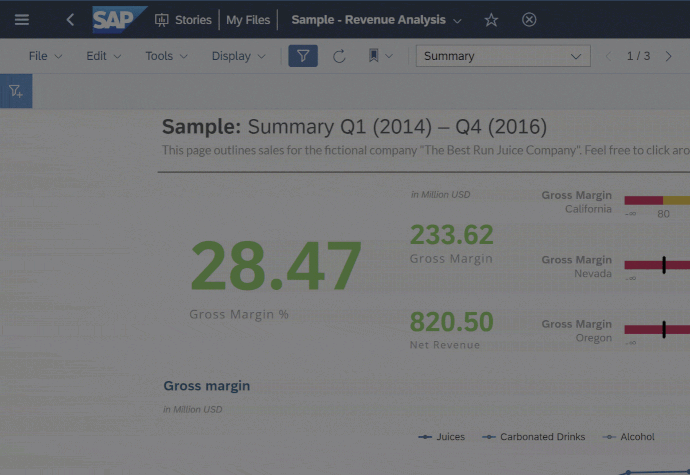 SAP Stories My Files Sample - Revenue Analysis
File Edit Tools Display Summary 1 / 3
Sample: Summary Q1 (2014) – Q4 (2016)
This page outlines sales for the fictional company "The Best Run Juice Company". Feel free to click aro
in Million USD
28.47
Gross Margin %
233.62
Gross Margin
820.50
Net Revenue
Gross Margin
California
-∞ 80
Gross Margin
Nevada
-∞
Gross Margin
Oregon
-∞
Gross margin
in Million USD
Juices Carbonated Drinks Alcohol